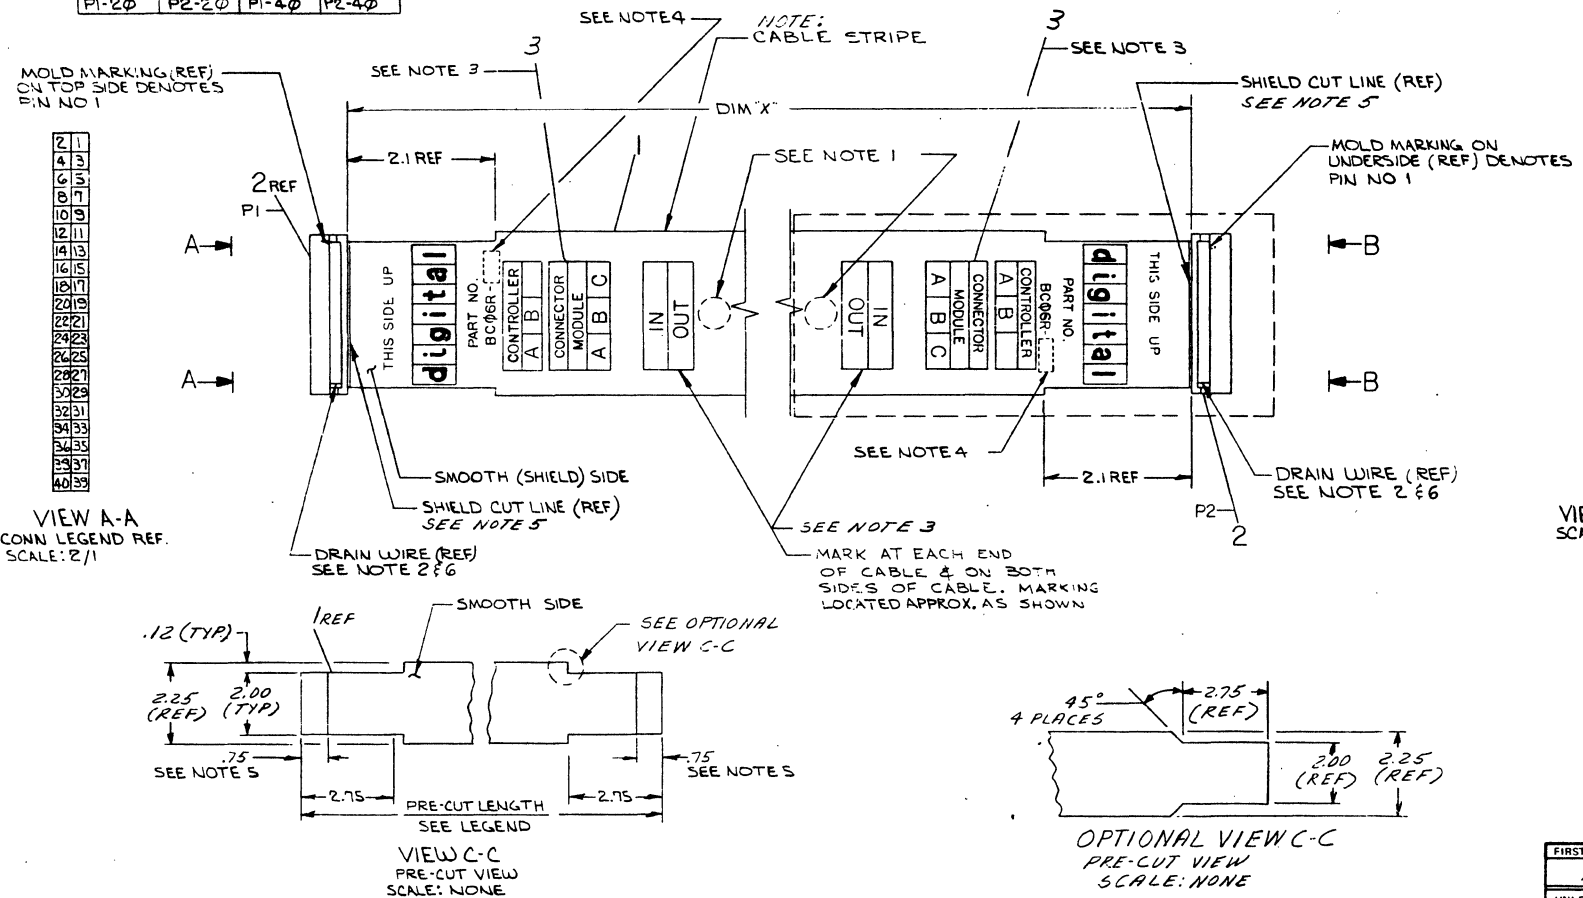 P1-2Ø P2-2Ø P1-4Ø P2-4Ø
SEE NOTE 4
NOTE:
CABLE STRIPE
3
SEE NOTE 3
3
SEE NOTE 3
MOLD MARKING (REF)
ON TOP SIDE DENOTES
PIN NO 1
SHIELD CUT LINE (REF)
SEE NOTE 5
DIM "X"
2.1 REF
1
SEE NOTE 1
MOLD MARKING ON
UNDERSIDE (REF) DENOTES
PIN NO 1
2 1
4 3
6 5
8 7
10 9
12 11
14 13
16 15
18 17
20 19
22 21
24 23
26 25
28 27
30 29
32 31
34 33
36 35
39 37
40 39
2 REF
P1
A
A
B
B
THIS SIDE UP
digital
PART NO.
BCØ6R-
CONTROLLER
A B
CONNECTOR
MODULE
A B C
IN
OUT
IN
OUT
CONNECTOR
MODULE
A B C
CONTROLLER
A B
PART NO.
BCØ6R-
digital
THIS SIDE UP
SEE NOTE 4
2.1 REF
DRAIN WIRE (REF)
SEE NOTE 2 & 6
P2
2
SMOOTH (SHIELD) SIDE
SHIELD CUT LINE (REF)
SEE NOTE 5
VIEW A-A
CONN LEGEND REF.
SCALE: 2/1
DRAIN WIRE (REF)
SEE NOTE 2 & 6
SEE NOTE 3
MARK AT EACH END
OF CABLE & ON BOTH
SIDES OF CABLE. MARKING
LOCATED APPROX. AS SHOWN
SMOOTH SIDE
1 REF
.12 (TYP)
SEE OPTIONAL
VIEW C-C
2.25
(REF)
2.00
(TYP)
.75
SEE NOTE 5
.75
SEE NOTE 5
2.75
2.75
PRE-CUT LENGTH
SEE LEGEND
VIEW C-C
PRE-CUT VIEW
SCALE: NONE
45°
4 PLACES
2.75
(REF)
2.00
(REF)
2.25
(REF)
OPTIONAL VIEW C-C
PRE-CUT VIEW
SCALE: NONE
FIRST